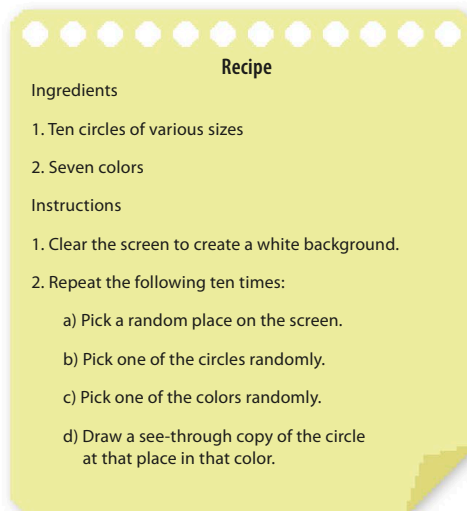 Recipe
Ingredients
1. Ten circles of various sizes
2. Seven colors
Instructions
1. Clear the screen to create a white background.
2. Repeat the following ten times:
a) Pick a random place on the screen.
b) Pick one of the circles randomly.
c) Pick one of the colors randomly.
d) Draw a see-through copy of the circle
at that place in that color.